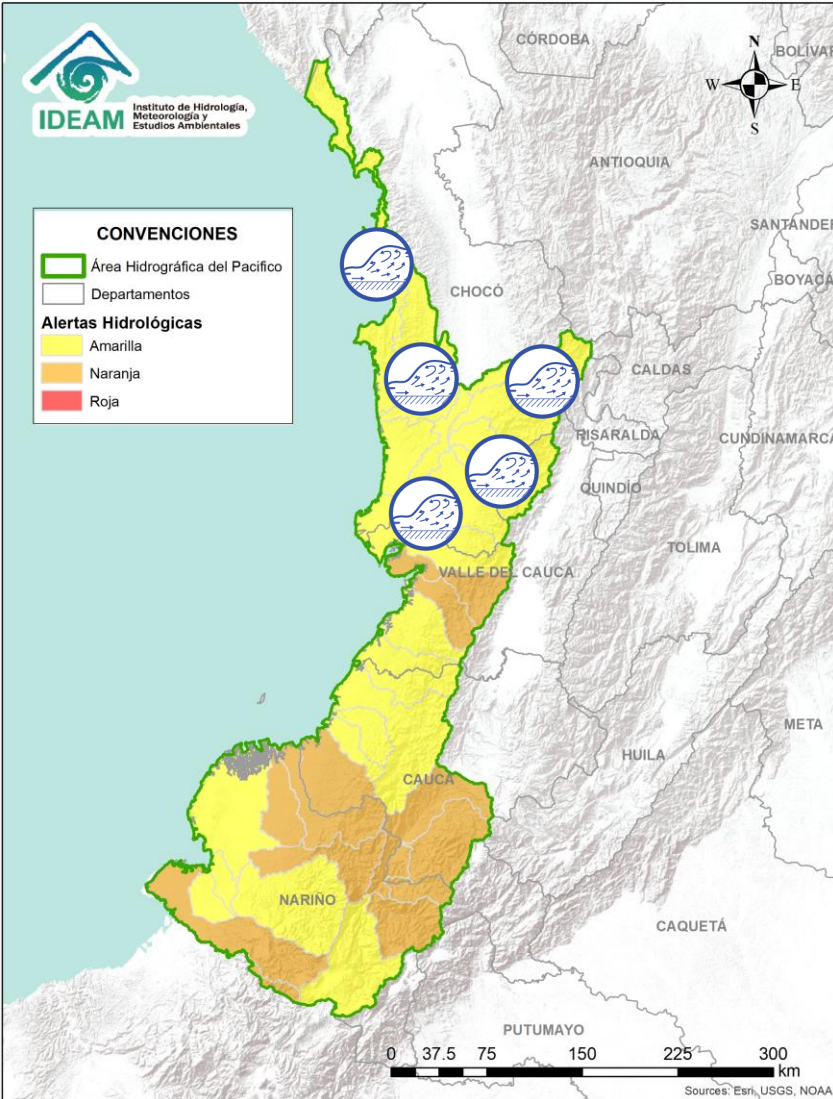 IDEAM
Instituto de Hidrología,
Meteorología y
Estudios Ambientales
CÓRDOBA
BOLÍVAR
N
W
E
S
ANTIOQUIA
SANTANDER
CONVENCIONES
Área Hidrográfica del Pacifico
Departamentos
Alertas Hidrológicas
Amarilla
Naranja
Roja
BOYACÁ
CHOCÓ
CALDAS
RISARALDA
CUNDINAMARCA
QUINDÍO
TOLIMA
VALLE DEL CAUCA
META
HUILA
CAUCA
NARIÑO
CAQUETÁ
PUTUMAYO
0 37.5 75 150 225 300
km
Sources: Esri, USGS, NOAA